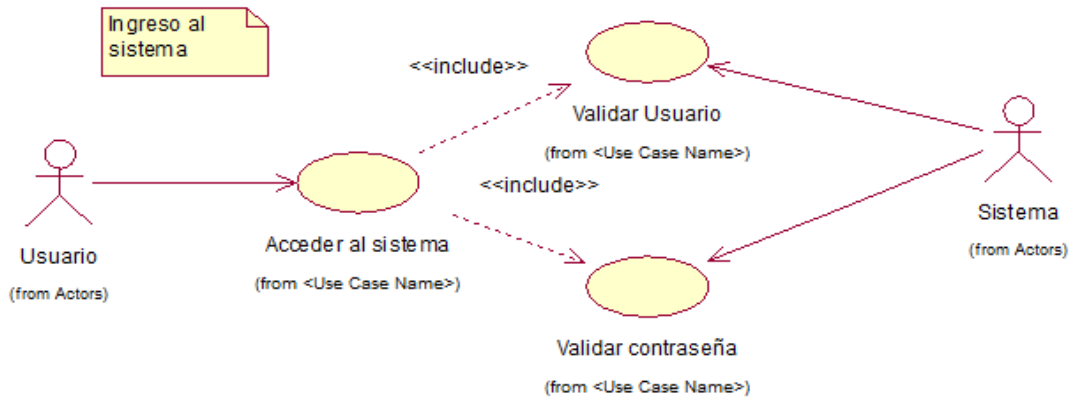 Ingreso al
sistema
<<include>>
Validar Usuario
(from <Use Case Name>)
<<include>>
Usuario
(from Actors)
Acceder al sistema
(from <Use Case Name>)
Sistema
(from Actors)
Validar contraseña
(from <Use Case Name>)